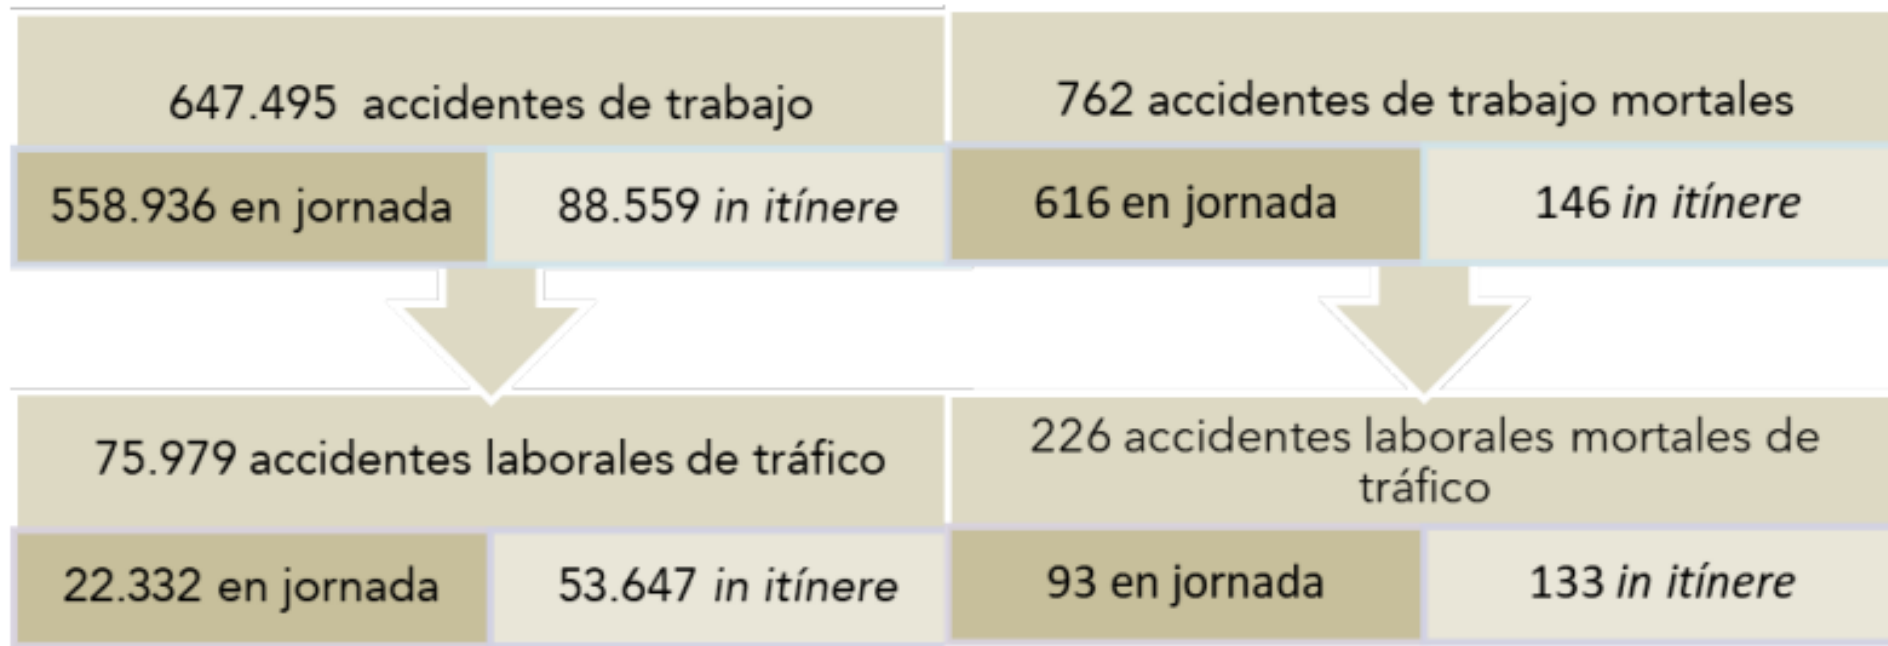 647.495 accidentes de trabajo
762 accidentes de trabajo mortales
558.936 en jornada
88.559 in itínere
616 en jornada
146 in itínere
75.979 accidentes laborales de tráfico
226 accidentes laborales mortales de
tráfico
22.332 en jornada
53.647 in itínere
93 en jornada
133 in itínere